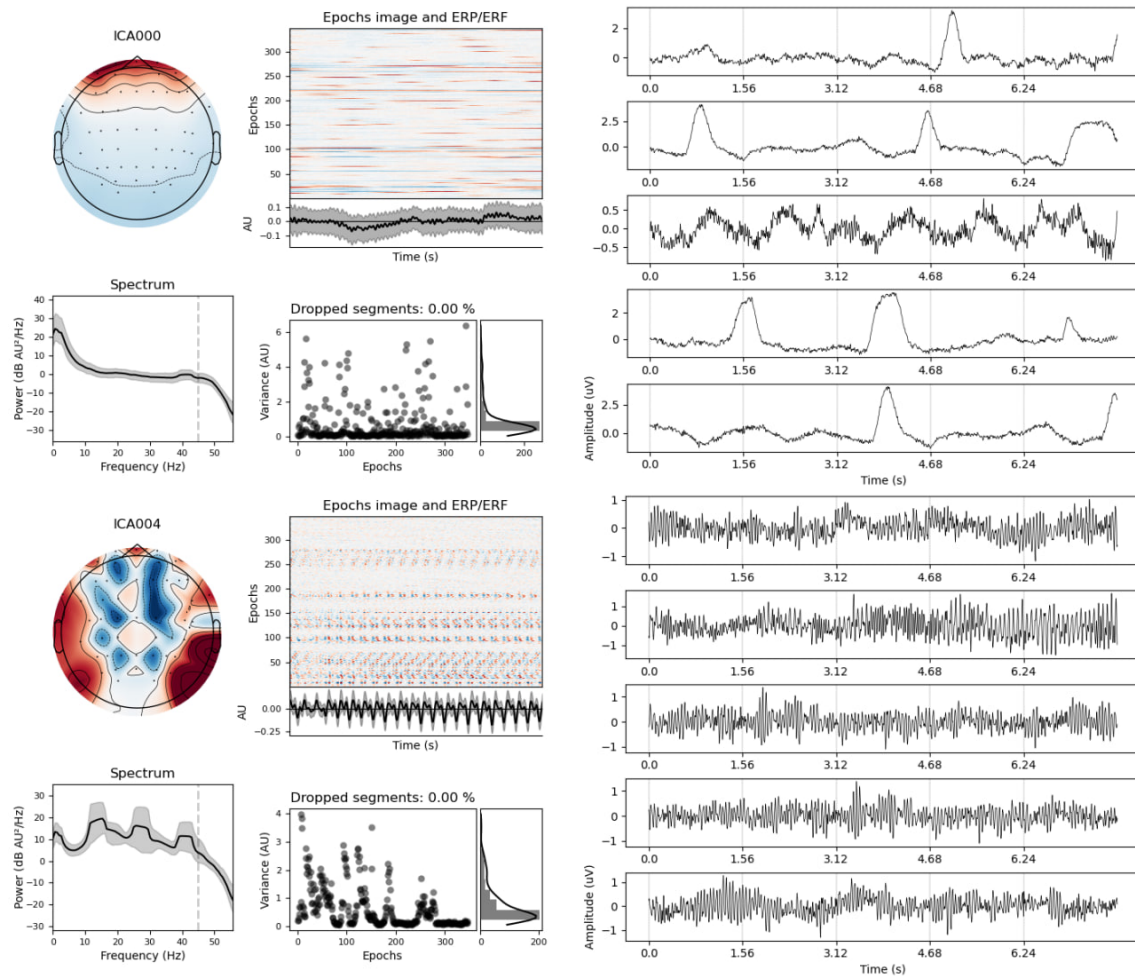 ICA000
Epochs image and ERP/ERF
Epochs
350
300
250
200
150
100
50
AU
0.1
0.0
−0.1
Time (s)
Spectrum
Power (dB AU²/Hz)
40
30
20
10
0
−10
−20
−30
0 10 20 30 40 50
Frequency (Hz)
Dropped segments: 0.00 %
Variance (AU)
6
4
2
0
0 100 200 300
Epochs
0 200
2
0
0.0 1.56 3.12 4.68 6.24
2.5
0.0
0.0 1.56 3.12 4.68 6.24
0.5
0.0
−0.5
0.0 1.56 3.12 4.68 6.24
2
0
0.0 1.56 3.12 4.68 6.24
Amplitude (uV)
2.5
0.0
0.0 1.56 3.12 4.68 6.24
Time (s)
ICA004
Epochs image and ERP/ERF
Epochs
300
250
200
150
100
50
AU
0.00
−0.25
Time (s)
Spectrum
Power (dB AU²/Hz)
30
20
10
0
−10
−20
−30
0 10 20 30 40 50
Frequency (Hz)
Dropped segments: 0.00 %
Variance (AU)
4
3
2
1
0
0 100 200 300
Epochs
0 200
1
0
−1
0.0 1.56 3.12 4.68 6.24
1
0
−1
0.0 1.56 3.12 4.68 6.24
1
0
−1
0.0 1.56 3.12 4.68 6.24
1
0
−1
0.0 1.56 3.12 4.68 6.24
Amplitude (uV)
1
0
−1
0.0 1.56 3.12 4.68 6.24
Time (s)